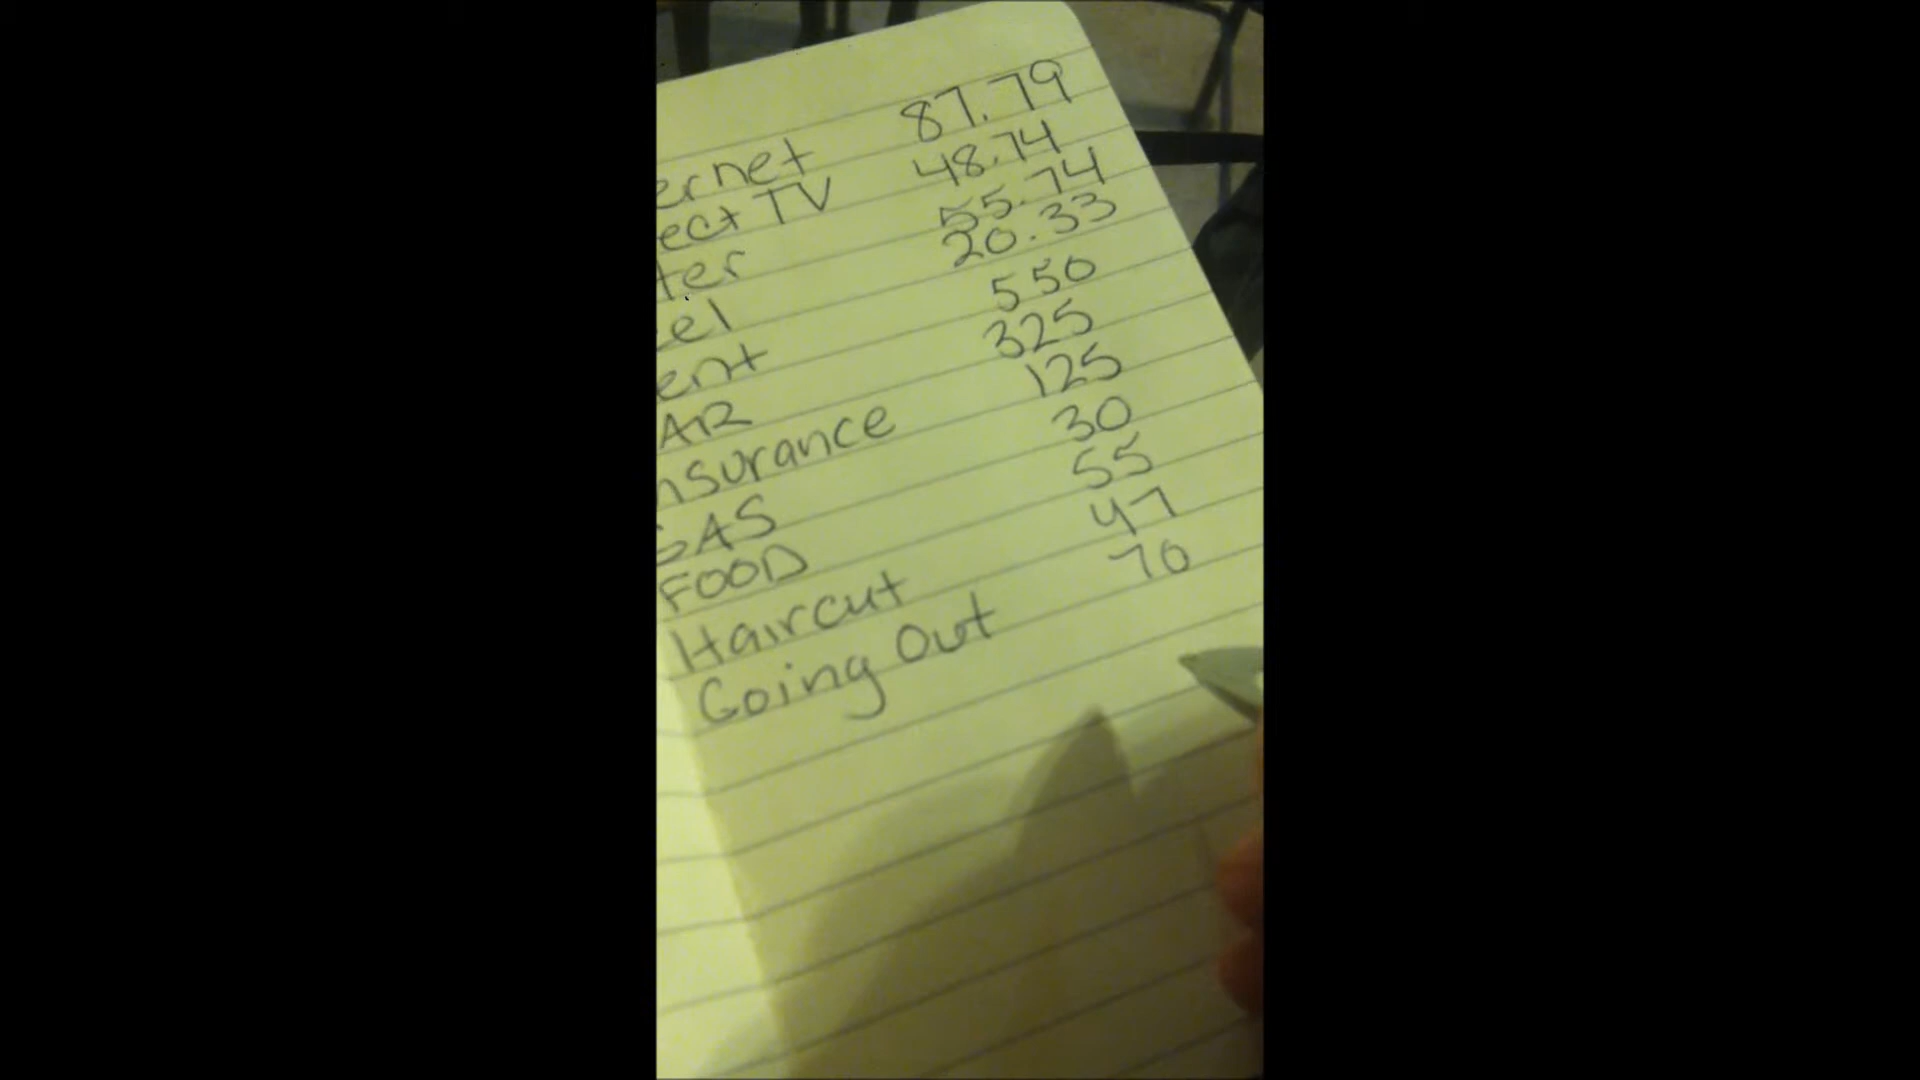 ernet 87.79
ect TV 48.74
ter 55.74
el 20.33
ent 550
AR 325
nsurance 125
GAS 30
FOOD 55
Haircut 47
Going Out 70